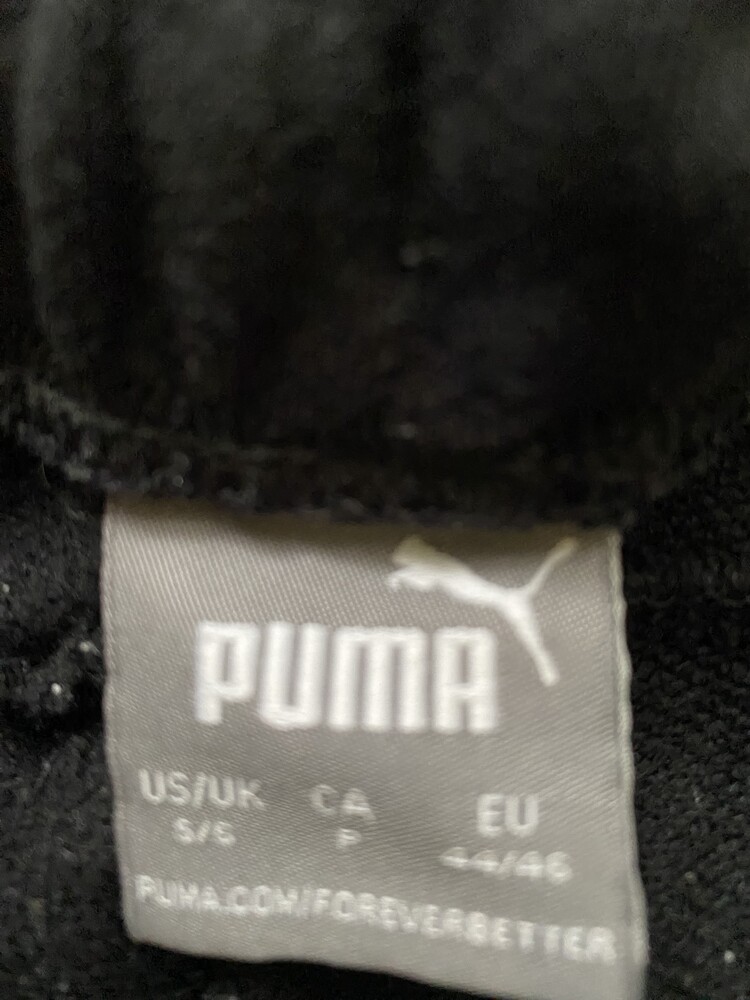 PUMA
US/UK CA EU
S/S P 44/46
PUMA.COM/FOREVERBETTER